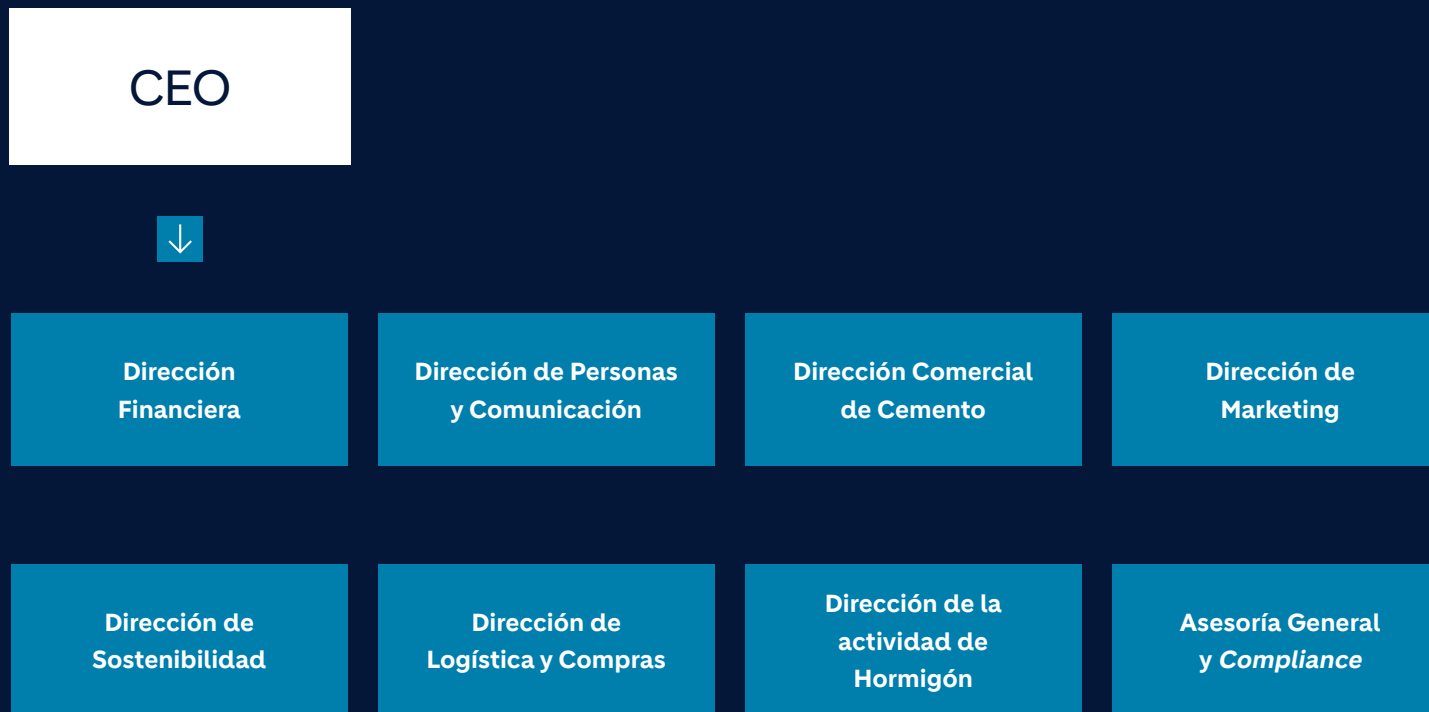 CEO
Dirección
Financiera
Dirección de Personas
y Comunicación
Dirección Comercial
de Cemento
Dirección de
Marketing
Dirección de
Sostenibilidad
Dirección de
Logística y Compras
Dirección de la
actividad de
Hormigón
Asesoría General
y Compliance